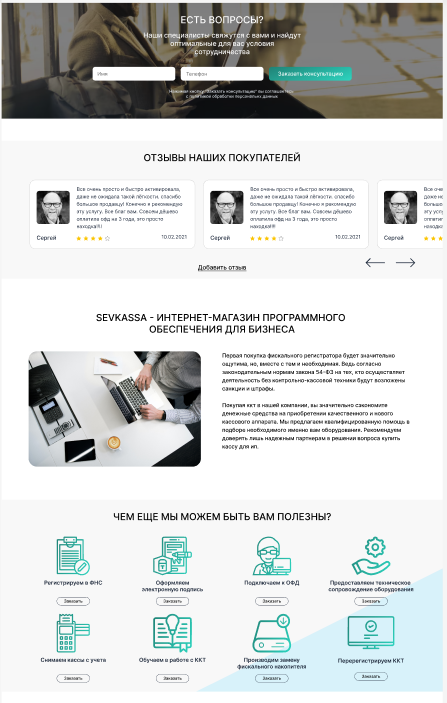 ЕСТЬ ВОПРОСЫ?
Наши специалисты свяжутся с вами и найдут
оптимальные для вас условия
сотрудничества
Имя
Телефон
Заказать консультацию
Нажимая кнопку "Заказать консультацию" вы соглашаетесь
с политикой обработки персональных данных
ОТЗЫВЫ НАШИХ ПОКУПАТЕЛЕЙ
Все очень просто и быстро активировала,
даже не ожидала такой лёгкости. спасибо
большое продавцу! Конечно я рекомендую
эту услугу. Все благ вам. Совсем дёшево
оплатила офд на 3 года, это просто
находка!!!
Сергей
10.02.2021
Все очень просто и быстро активировала,
даже не ожидала такой лёгкости. спасибо
большое продавцу! Конечно я рекомендую
эту услугу. Все благ вам. Совсем дёшево
оплатила офд на 3 года, это просто
находка!!!
Сергей
10.02.2021
Все оче
даже не
большо
эту услу
оплатил
находк
Сергей
Добавить отзыв
SEVKASSA - ИНТЕРНЕТ-МАГАЗИН ПРОГРАММНОГО
ОБЕСПЕЧЕНИЯ ДЛЯ БИЗНЕСА
Первая покупка фискального регистратора будет значительно
ощутима, но, вместе с тем и необходимая. Ведь согласно
законодательным нормам закона 54-ФЗ на тех, кто осуществляет
деятельность без контрольно-кассовой техники будут возложены
санкции и штрафы.
Покупая ккт в нашей компании, вы значительно сэкономите
денежные средства на приобретении качественного и нового
кассового аппарата. Мы предлагаем квалифицированную помощь в
подборе необходимого именно вам оборудования. Рекомендуем
доверять лишь надежным партнерам в решении вопроса купить
кассу для ип.
ЧЕМ ЕЩЕ МЫ МОЖЕМ БЫТЬ ВАМ ПОЛЕЗНЫ?
Регистрируем в ФНС
Заказать
Оформляем
электронную подпись
Заказать
Подключаем к ОФД
Заказать
Предоставляем техническое
сопровождение оборудования
Заказать
Снимаем кассы с учета
Заказать
Обучаем в работе с ККТ
Заказать
Производим замену
фискального накопителя
Заказать
Перерегистрируем ККТ
Заказать